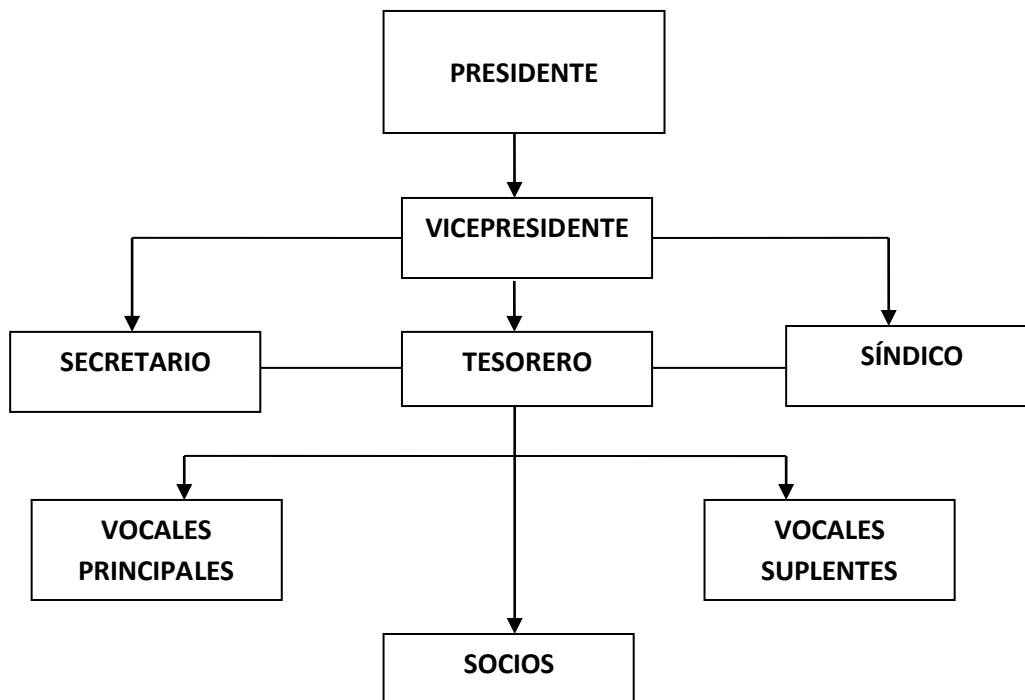 PRESIDENTE
VICEPRESIDENTE
SECRETARIO
TESORERO
SÍNDICO
VOCALES
PRINCIPALES
VOCALES
SUPLENTES
SOCIOS